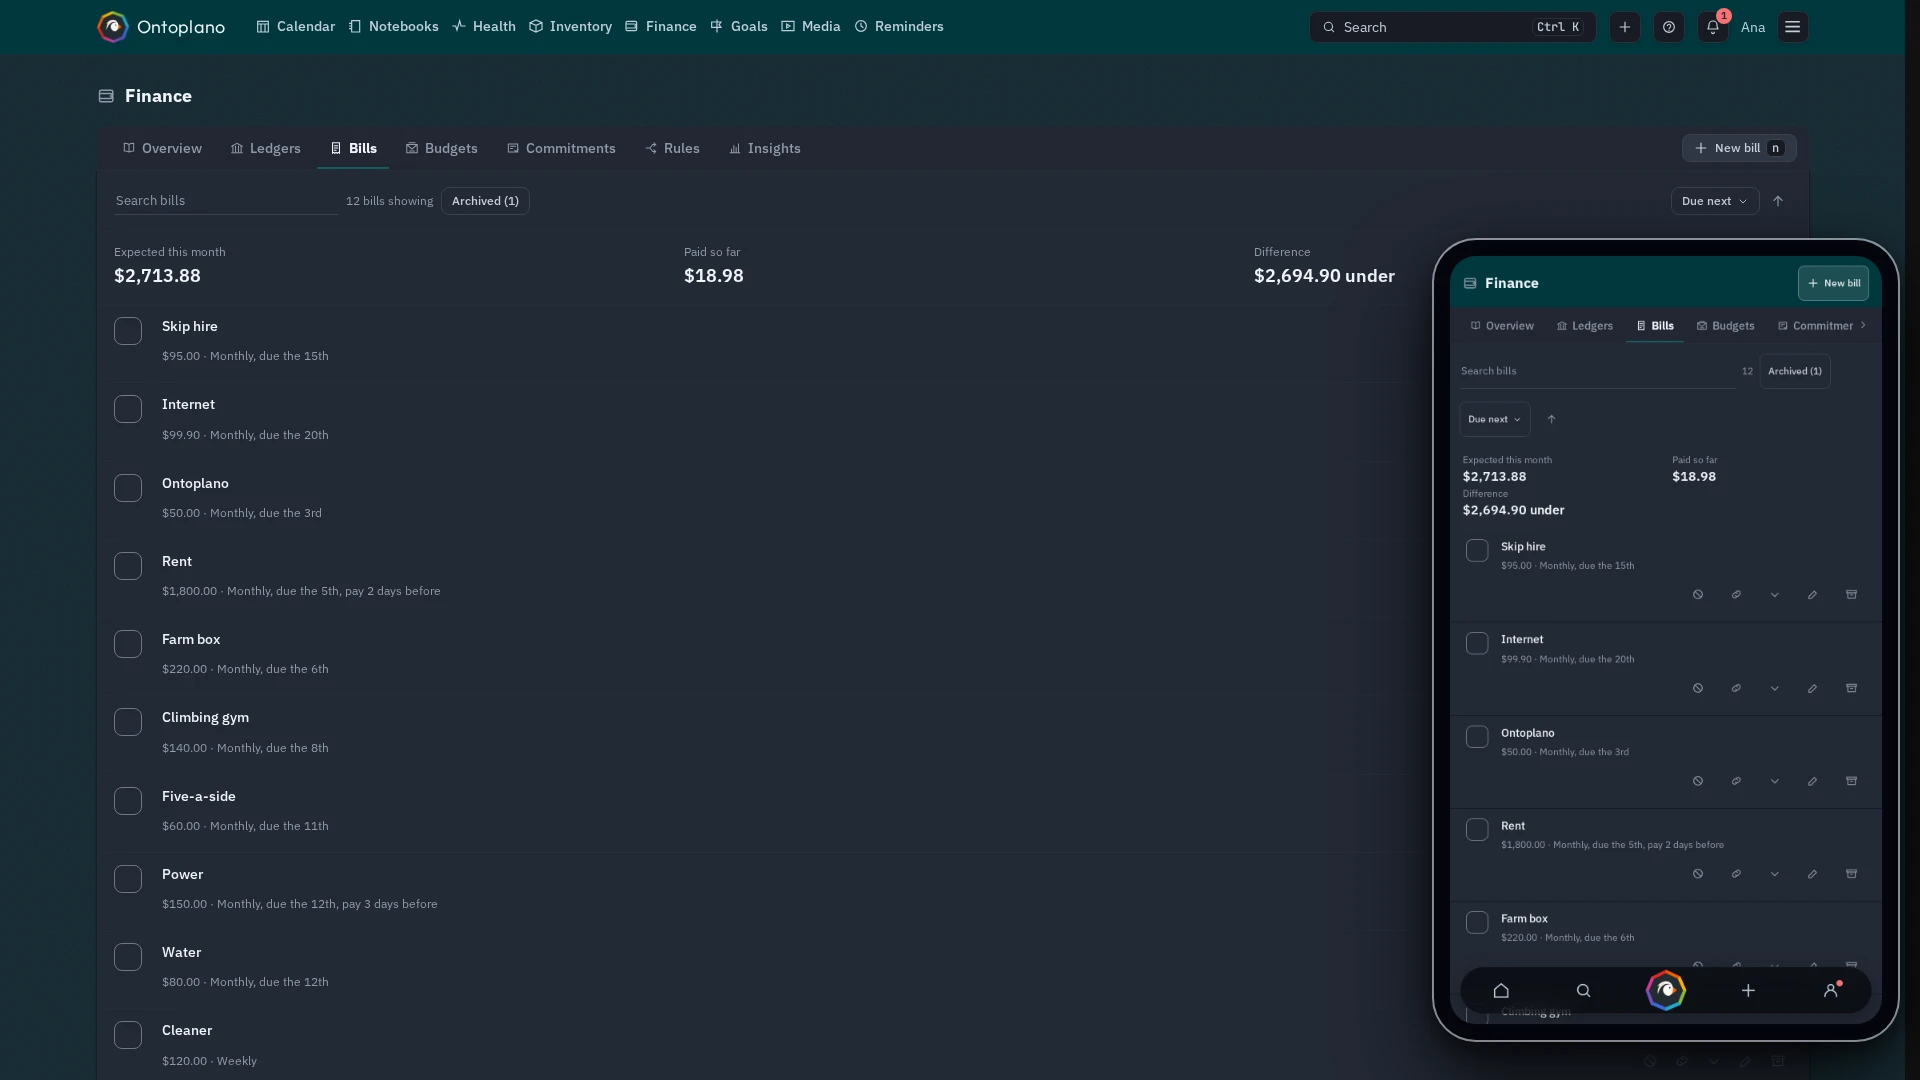 Ontoplano
Calendar
Notebooks
Health
Inventory
Finance
Goals
Media
Reminders
Search
Ctrl K
1
Ana
Finance
Overview
Ledgers
Bills
Budgets
Commitments
Rules
Insights
New bill n
Search bills
12 bills showing
Archived (1)
Due next
Expected this month
$2,713.88
Paid so far
$18.98
Difference
$2,694.90 under
Skip hire
$95.00 · Monthly, due the 15th
Internet
$99.90 · Monthly, due the 20th
Ontoplano
$50.00 · Monthly, due the 3rd
Rent
$1,800.00 · Monthly, due the 5th, pay 2 days before
Farm box
$220.00 · Monthly, due the 6th
Climbing gym
$140.00 · Monthly, due the 8th
Five-a-side
$60.00 · Monthly, due the 11th
Power
$150.00 · Monthly, due the 12th, pay 3 days before
Water
$80.00 · Monthly, due the 12th
Cleaner
$120.00 · Weekly
Finance
New bill
Overview
Ledgers
Bills
Budgets
Commitmer
Search bills
12
Archived (1)
Due next
Expected this month
$2,713.88
Paid so far
$18.98
Difference
$2,694.90 under
Skip hire
$95.00 · Monthly, due the 15th
Internet
$99.90 · Monthly, due the 20th
Ontoplano
$50.00 · Monthly, due the 3rd
Rent
$1,800.00 · Monthly, due the 5th, pay 2 days before
Farm box
$220.00 · Monthly, due the 6th
Climbing gym